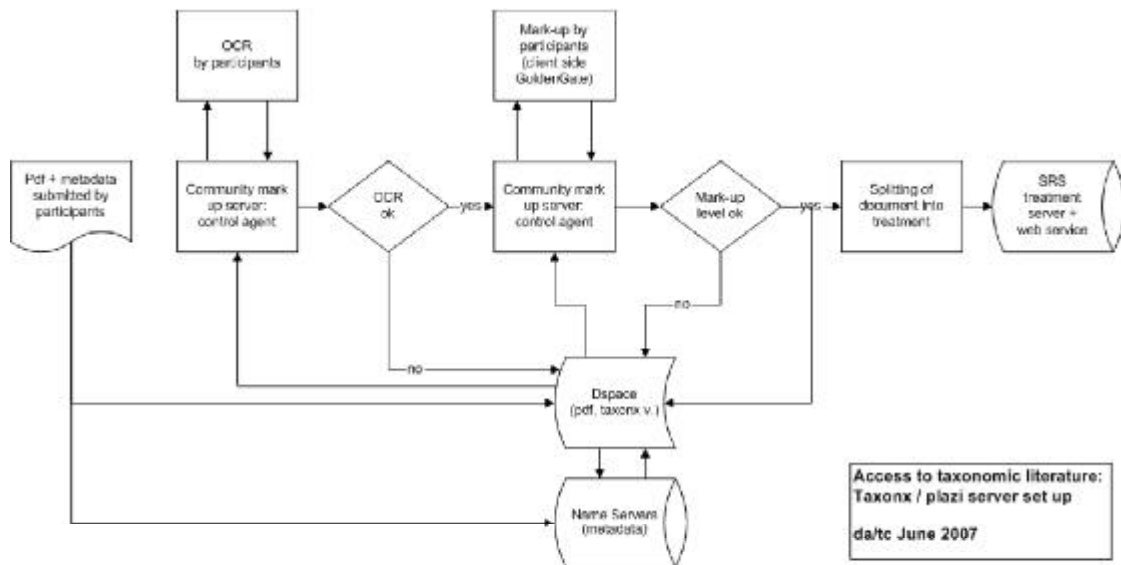 OCR
by participants
Mark-up by
participants
(client side
GoldenGate)
Pdf + metadata
submitted by
participants
Community mark
up server:
control agent
OCR
ok
yes
Community mark
up server:
control agent
Mark-up
level ok
yes
Splitting of
document into
treatment
SRS
treatment
server +
web service
no
no
Dspace
(pdf, taxonx v.)
Name Servers
(metadata)
Access to taxonomic literature:
Taxonx / plazi server set up
da/tc June 2007